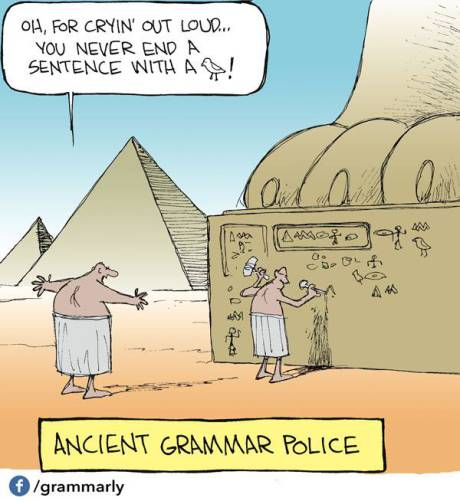 OH, FOR CRYIN' OUT LOUD...
YOU NEVER END A
SENTENCE WITH A 𓅱!
ANCIENT GRAMMAR POLICE
f /grammarly